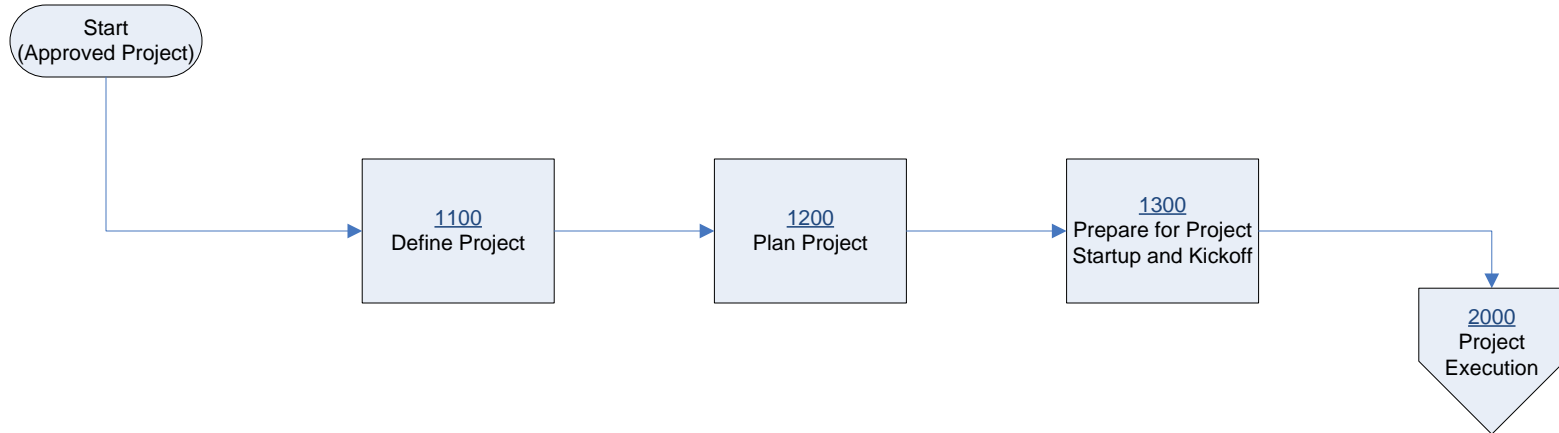 Start
(Approved Project)
1100
Define Project
1200
Plan Project
1300
Prepare for Project
Startup and Kickoff
2000
Project
Execution